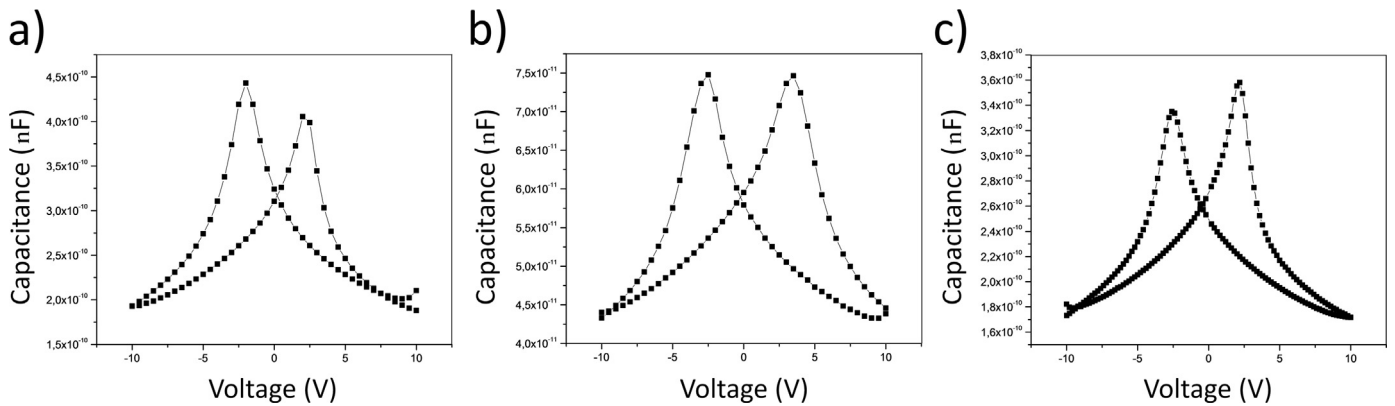 a)
Capacitance (nF)
4,5x10⁻¹⁰
4,0x10⁻¹⁰
3,5x10⁻¹⁰
3,0x10⁻¹⁰
2,5x10⁻¹⁰
2,0x10⁻¹⁰
1,5x10⁻¹⁰
-10 -5 0 5 10
Voltage (V)
b)
Capacitance (nF)
7,5x10⁻¹¹
7,0x10⁻¹¹
6,5x10⁻¹¹
6,0x10⁻¹¹
5,5x10⁻¹¹
5,0x10⁻¹¹
4,5x10⁻¹¹
4,0x10⁻¹¹
-10 -5 0 5 10
Voltage (V)
c)
Capacitance (nF)
3,8x10⁻¹⁰
3,6x10⁻¹⁰
3,4x10⁻¹⁰
3,2x10⁻¹⁰
3,0x10⁻¹⁰
2,8x10⁻¹⁰
2,6x10⁻¹⁰
2,4x10⁻¹⁰
2,2x10⁻¹⁰
2,0x10⁻¹⁰
1,8x10⁻¹⁰
1,6x10⁻¹⁰
-10 -5 0 5 10
Voltage (V)